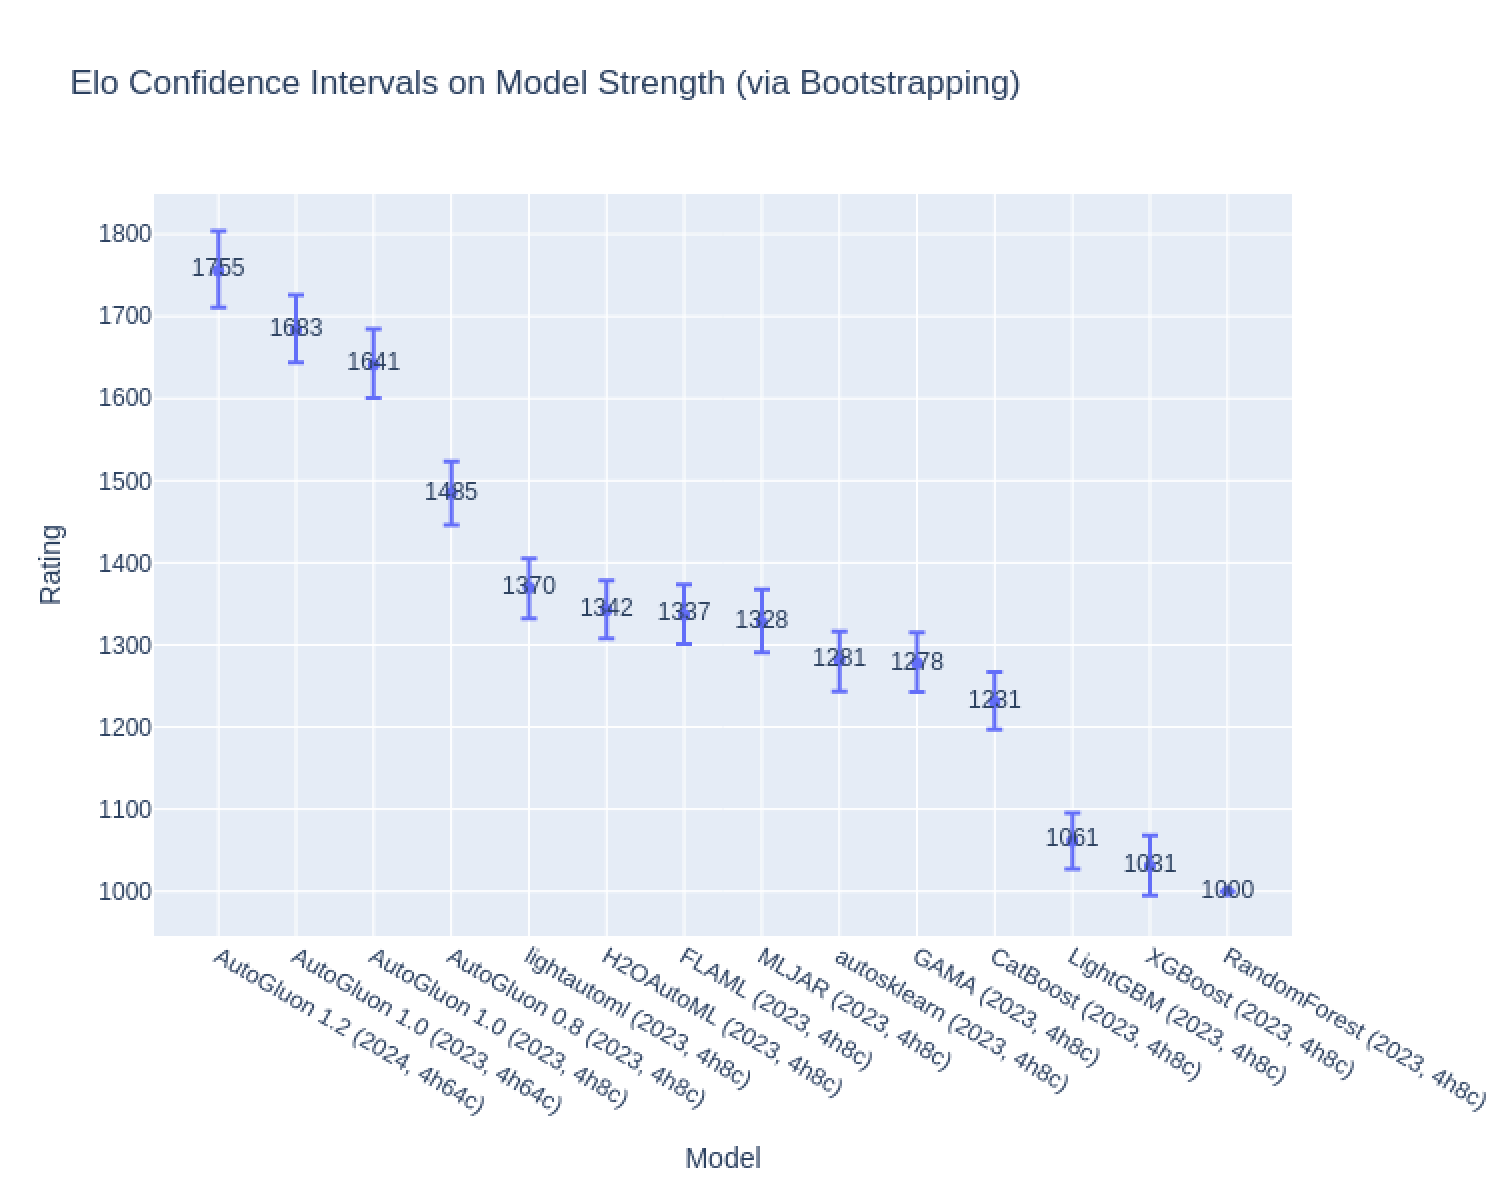 Elo Confidence Intervals on Model Strength (via Bootstrapping)
Rating
1800
1700
1600
1500
1400
1300
1200
1100
1000
1755
1683
1641
1485
1370
1342
1337
1328
1281
1278
1231
1061
1031
1000
AutoGluon 1.2 (2024, 4h64c)
AutoGluon 1.0 (2023, 4h64c)
AutoGluon 1.0 (2023, 4h8c)
AutoGluon 0.8 (2023, 4h8c)
lightautoml (2023, 4h8c)
H2OAutoML (2023, 4h8c)
FLAML (2023, 4h8c)
MLJAR (2023, 4h8c)
autosklearn (2023, 4h8c)
GAMA (2023, 4h8c)
CatBoost (2023, 4h8c)
LightGBM (2023, 4h8c)
XGBoost (2023, 4h8c)
RandomForest (2023, 4h8c)
Model